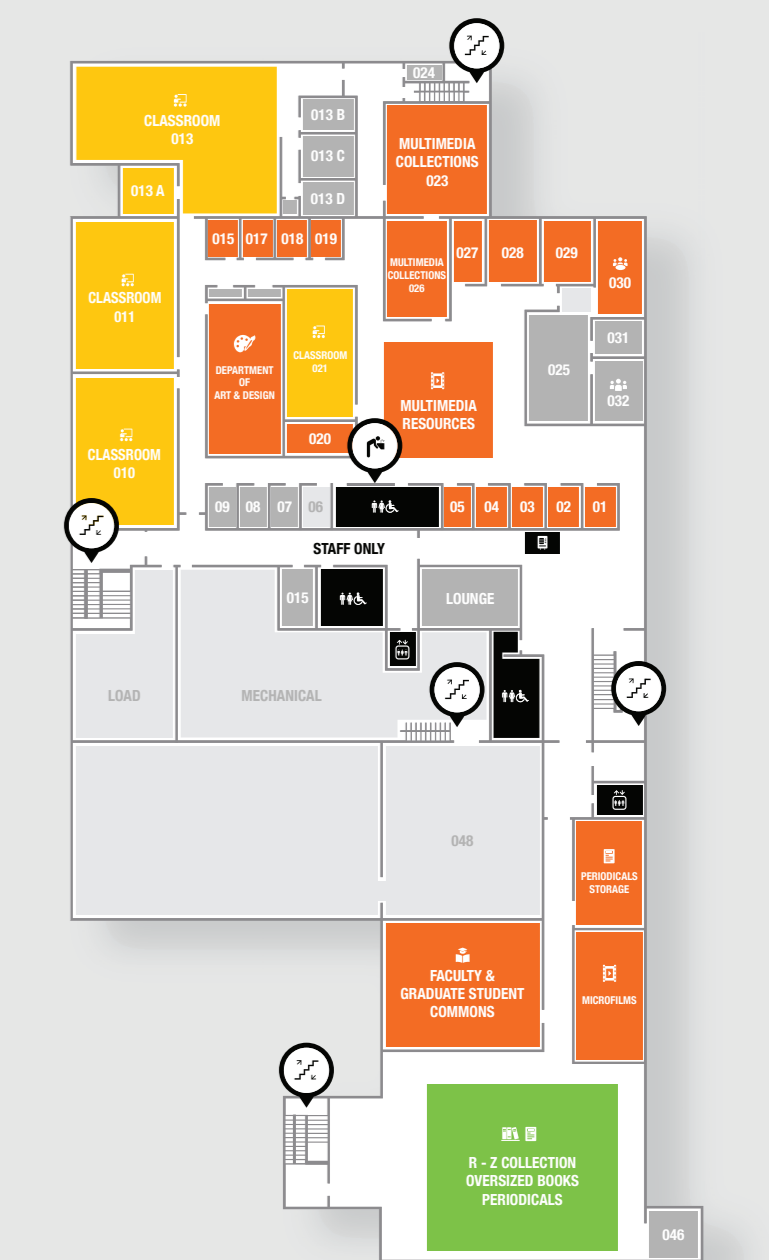 024
CLASSROOM
013
013 B
013 C
013 D
MULTIMEDIA
COLLECTIONS
023
013 A
015
017
018
019
MULTIMEDIA
COLLECTIONS
026
027
028
029
030
CLASSROOM
011
DEPARTMENT
OF
ART & DESIGN
CLASSROOM
021
025
031
032
MULTIMEDIA
RESOURCES
020
CLASSROOM
010
09
08
07
06
05
04
03
02
01
STAFF ONLY
015
LOUNGE
LOAD
MECHANICAL
048
PERIODICALS
STORAGE
FACULTY &
GRADUATE STUDENT
COMMONS
MICROFILMS
R - Z COLLECTION
OVERSIZED BOOKS
PERIODICALS
046